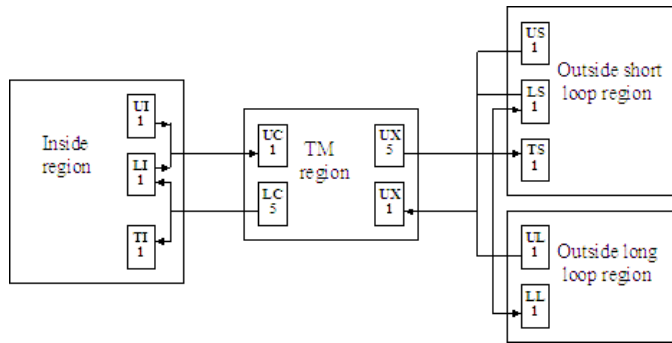 Inside
region
UI
1
LI
1
TI
1
TM
region
UC
1
LC
5
UX
5
UX
1
Outside short
loop region
US
1
LS
1
TS
1
Outside long
loop region
UL
1
LL
1